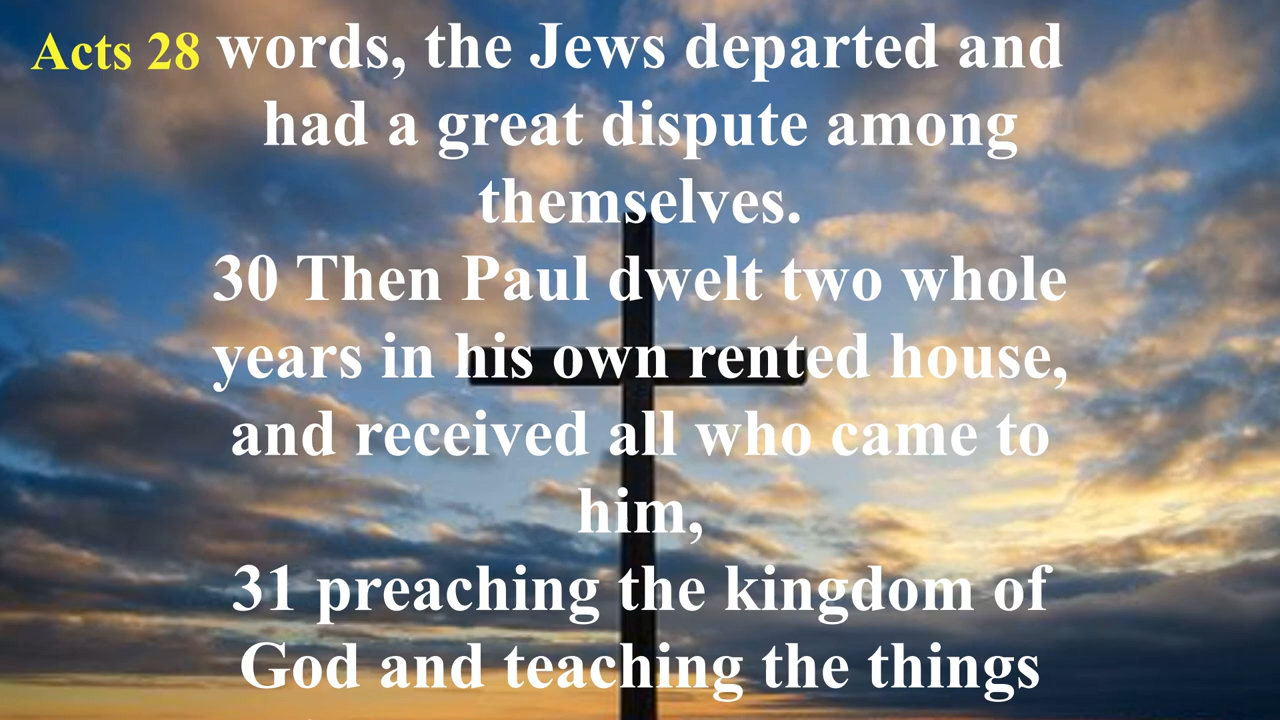 Acts 28 words, the Jews departed and
had a great dispute among
themselves.
30 Then Paul dwelt two whole
years in his own rented house,
and received all who came to
him,
31 preaching the kingdom of
God and teaching the things